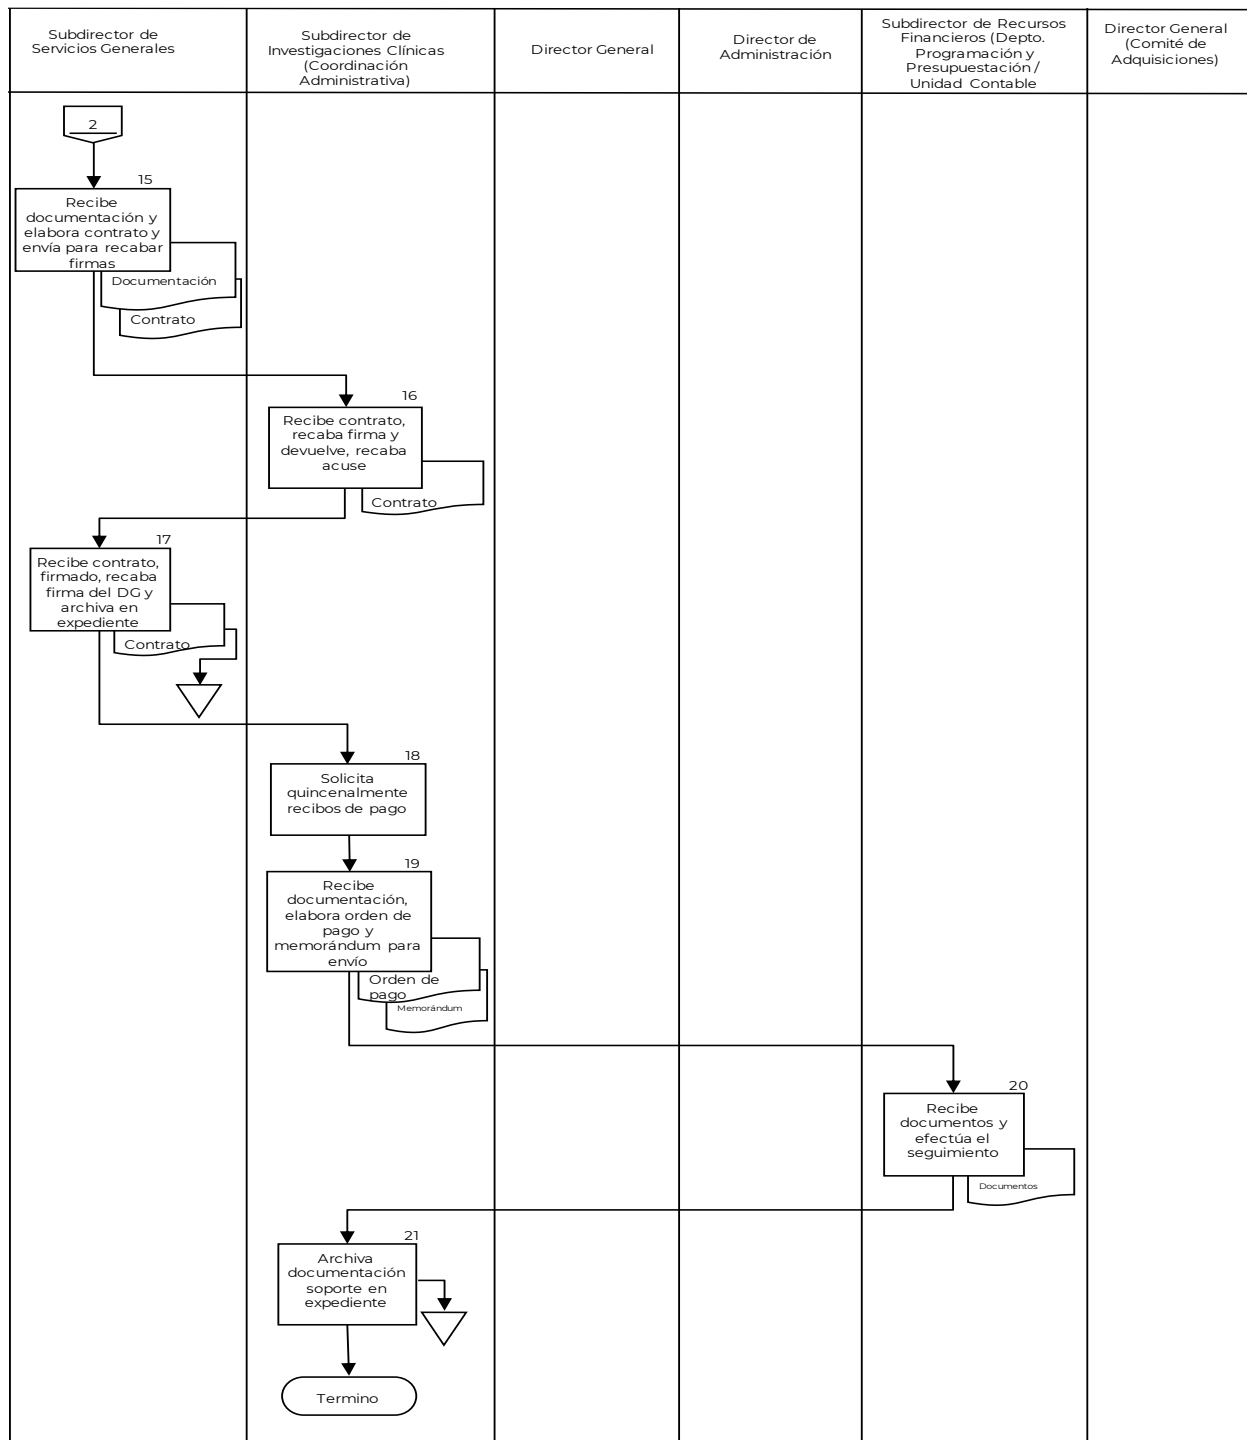 Subdirector de
Servicios Generales
Subdirector de
Investigaciones Clínicas
(Coordinación
Administrativa)
Director General
Director de
Administración
Subdirector de Recursos
Financieros (Depto.
Programación y
Presupuestación /
Unidad Contable
Director General
(Comité de
Adquisiciones)
2
15
Recibe
documentación y
elabora contrato y
envía para recabar
firmas
Documentación
Contrato
16
Recibe contrato,
recaba firma y
devuelve, recaba
acuse
Contrato
17
Recibe contrato,
firmado, recaba
firma del DG y
archiva en
expediente
Contrato
18
Solicita
quincenalmente
recibos de pago
19
Recibe
documentación,
elabora orden de
pago y
memorándum para
envío
Orden de
pago
Memorándum
20
Recibe
documentos y
efectúa el
seguimiento
Documentos
21
Archiva
documentación
soporte en
expediente
Termino